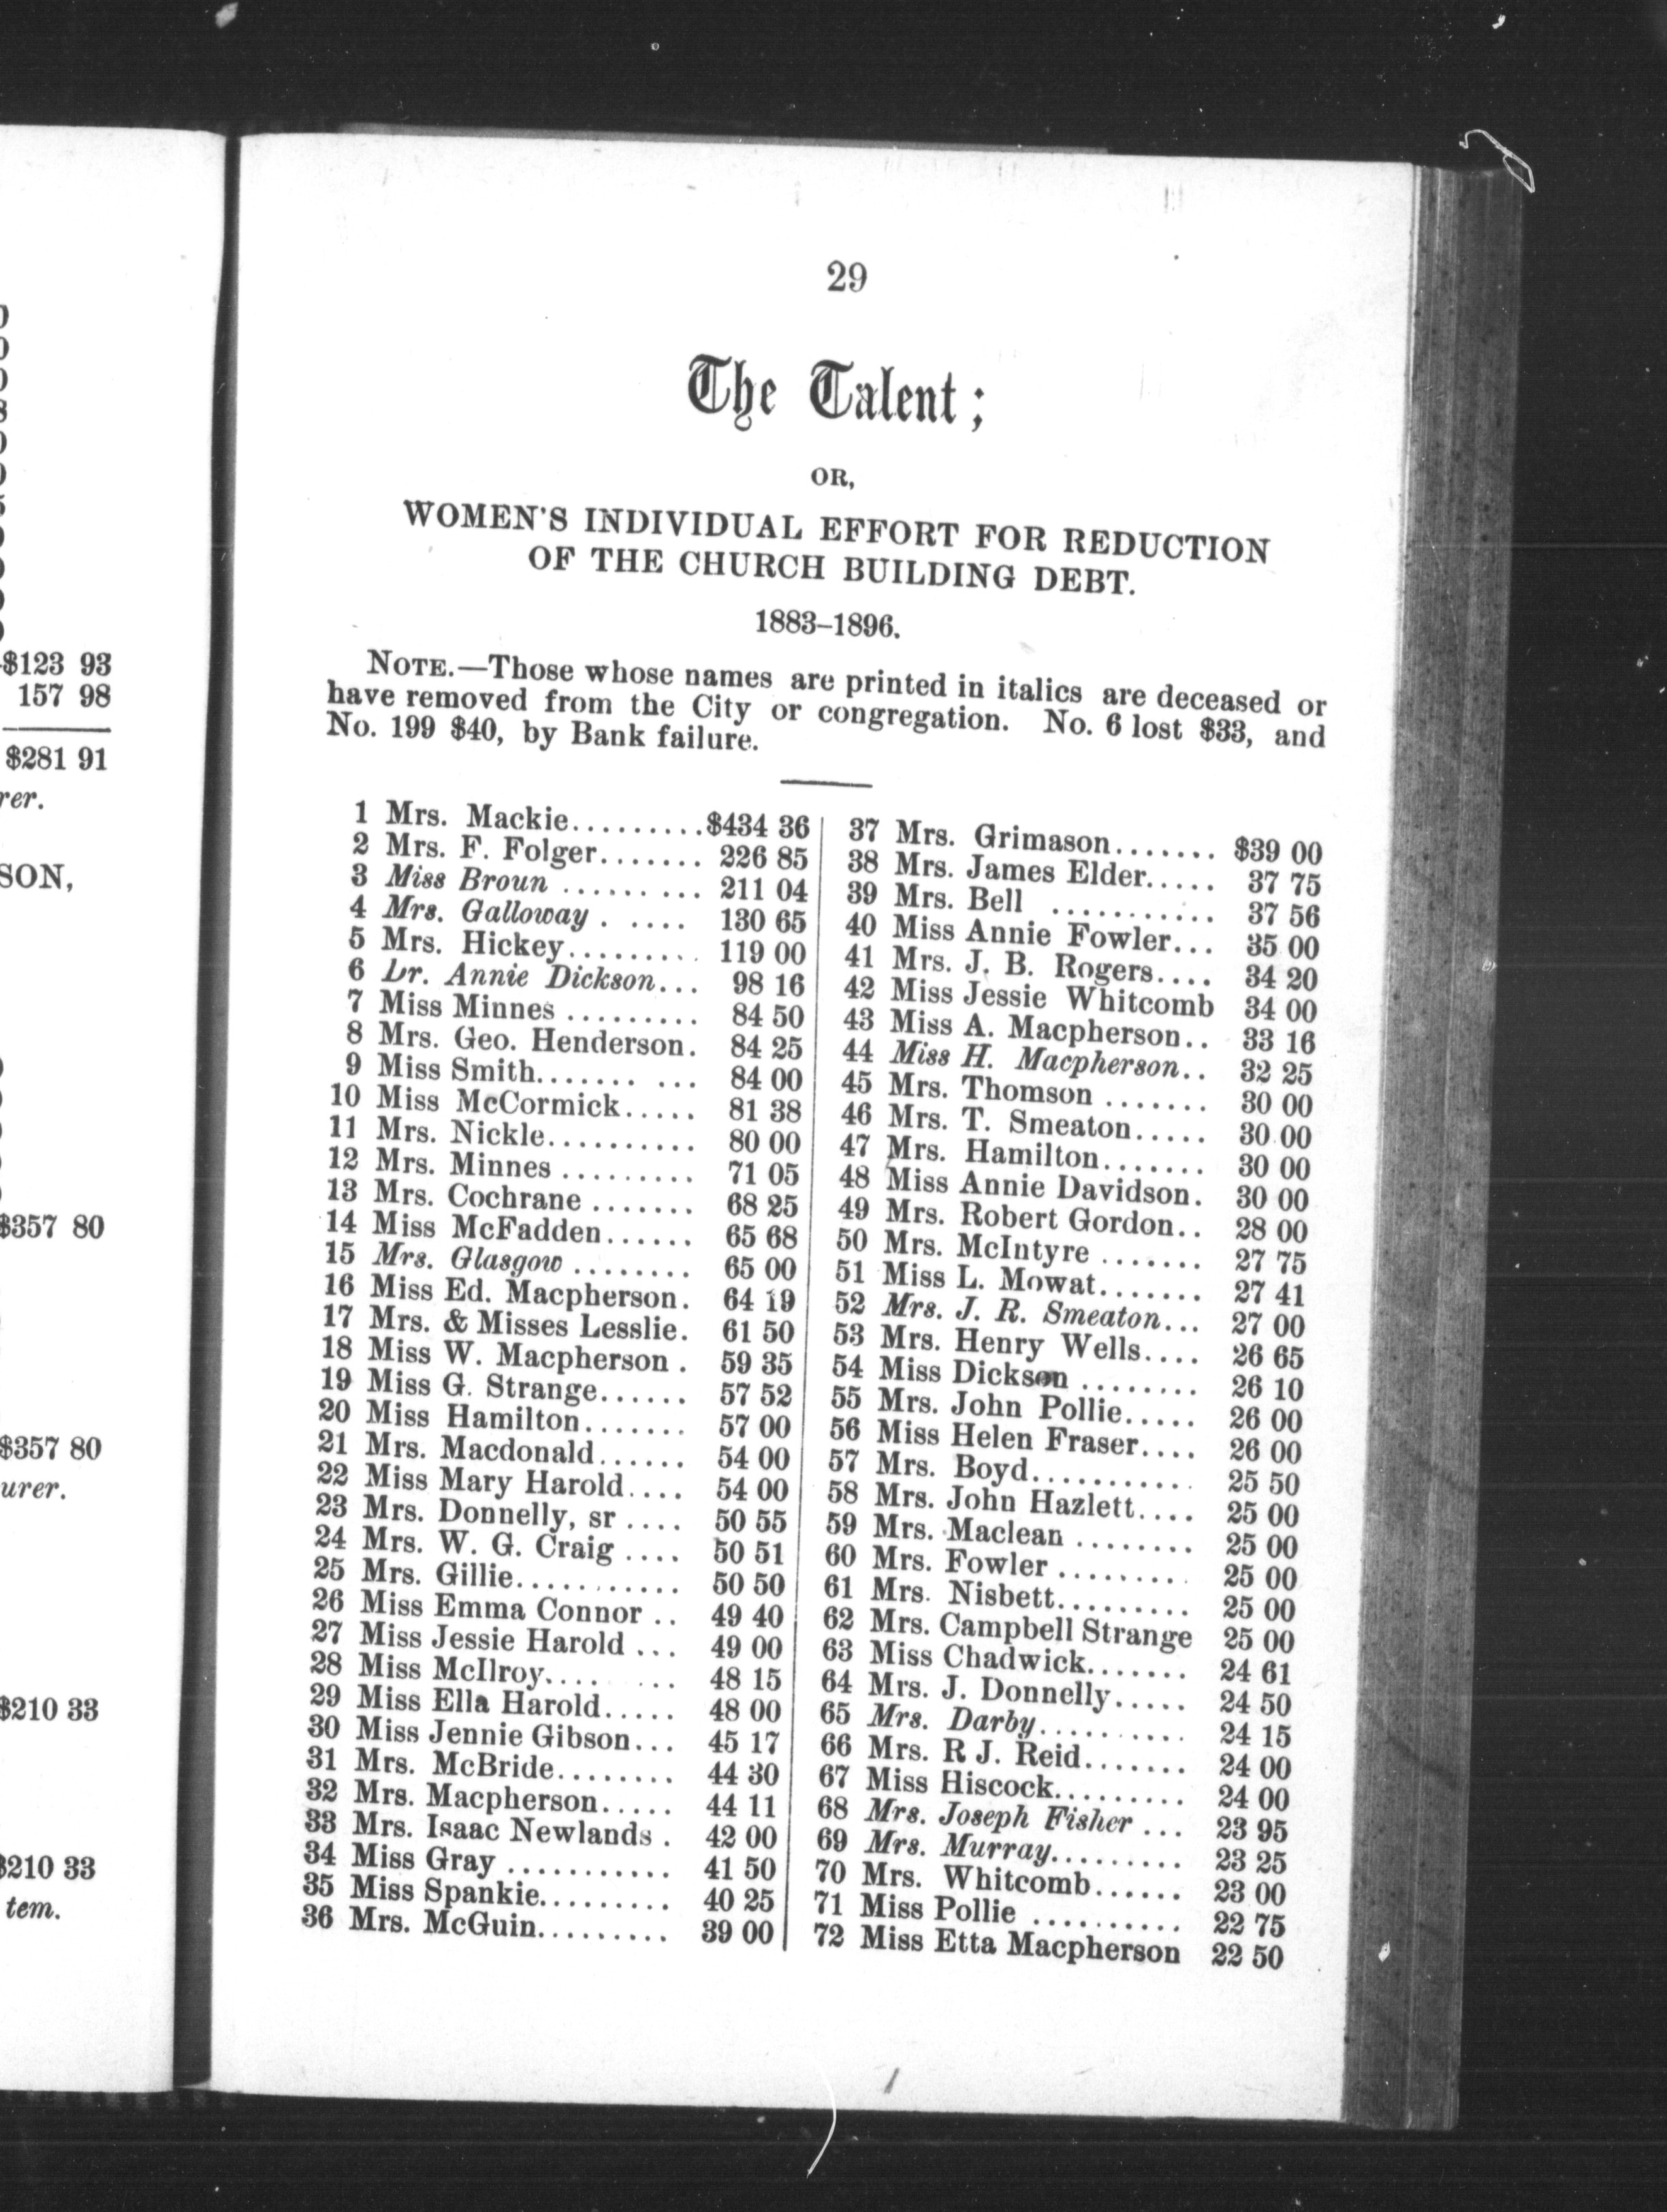 $123 93
157 98
$281 91
rer.
SON,
$357 80
$357 80
urer.
$210 33
$210 33
tem.
29
The Talent;
OR,
WOMEN'S INDIVIDUAL EFFORT FOR REDUCTION
OF THE CHURCH BUILDING DEBT.
1883–1896.
NOTE.—Those whose names are printed in italics are deceased or
have removed from the City or congregation. No. 6 lost $33, and
No. 199 $40, by Bank failure.
1 Mrs. Mackie.........$434 36
2 Mrs. F. Folger....... 226 85
3 Miss Broun ......... 211 04
4 Mrs. Galloway . .... 130 65
5 Mrs. Hickey......... 119 00
6 Dr. Annie Dickson... 98 16
7 Miss Minnes ......... 84 50
8 Mrs. Geo. Henderson. 84 25
9 Miss Smith....... ... 84 00
10 Miss McCormick..... 81 38
11 Mrs. Nickle.......... 80 00
12 Mrs. Minnes ......... 71 05
13 Mrs. Cochrane ....... 68 25
14 Miss McFadden...... 65 68
15 Mrs. Glasgow ........ 65 00
16 Miss Ed. Macpherson. 64 19
17 Mrs. & Misses Lesslie. 61 50
18 Miss W. Macpherson . 59 35
19 Miss G. Strange...... 57 52
20 Miss Hamilton....... 57 00
21 Mrs. Macdonald...... 54 00
22 Miss Mary Harold.... 54 00
23 Mrs. Donnelly, sr .... 50 55
24 Mrs. W. G. Craig .... 50 51
25 Mrs. Gillie........... 50 50
26 Miss Emma Connor .. 49 40
27 Miss Jessie Harold ... 49 00
28 Miss McIlroy.... ... 48 15
29 Miss Ella Harold..... 48 00
30 Miss Jennie Gibson... 45 17
31 Mrs. McBride........ 44 30
32 Mrs. Macpherson..... 44 11
33 Mrs. Isaac Newlands . 42 00
34 Miss Gray ........... 41 50
35 Miss Spankie......... 40 25
36 Mrs. McGuin......... 39 00
37 Mrs. Grimason....... $39 00
38 Mrs. James Elder..... 37 75
39 Mrs. Bell ........... 37 56
40 Miss Annie Fowler... 35 00
41 Mrs. J. B. Rogers.... 34 20
42 Miss Jessie Whitcomb 34 00
43 Miss A. Macpherson.. 33 16
44 Miss H. Macpherson.. 32 25
45 Mrs. Thomson ....... 30 00
46 Mrs. T. Smeaton..... 30 00
47 Mrs. Hamilton....... 30 00
48 Miss Annie Davidson. 30 00
49 Mrs. Robert Gordon.. 28 00
50 Mrs. McIntyre ....... 27 75
51 Miss L. Mowat....... 27 41
52 Mrs. J. R. Smeaton... 27 00
53 Mrs. Henry Wells.... 26 65
54 Miss Dickson ........ 26 10
55 Mrs. John Pollie..... 26 00
56 Miss Helen Fraser.... 26 00
57 Mrs. Boyd........... 25 50
58 Mrs. John Hazlett.... 25 00
59 Mrs. Maclean ........ 25 00
60 Mrs. Fowler ......... 25 00
61 Mrs. Nisbett......... 25 00
62 Mrs. Campbell Strange 25 00
63 Miss Chadwick....... 24 61
64 Mrs. J. Donnelly..... 24 50
65 Mrs. Darby.......... 24 15
66 Mrs. R J. Reid....... 24 00
67 Miss Hiscock......... 24 00
68 Mrs. Joseph Fisher ... 23 95
69 Mrs. Murray......... 23 25
70 Mrs. Whitcomb...... 23 00
71 Miss Pollie .......... 22 75
72 Miss Etta Macpherson 22 50